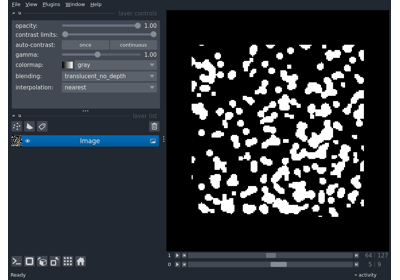 File View Plugins Window Help
layer controls
opacity: 1.00
contrast limits:
auto-contrast: once continuous
gamma: 1.00
colormap: gray
blending: translucent_no_depth
interpolation: nearest
layer list
Image
1 64 127
0 5 9
Ready activity